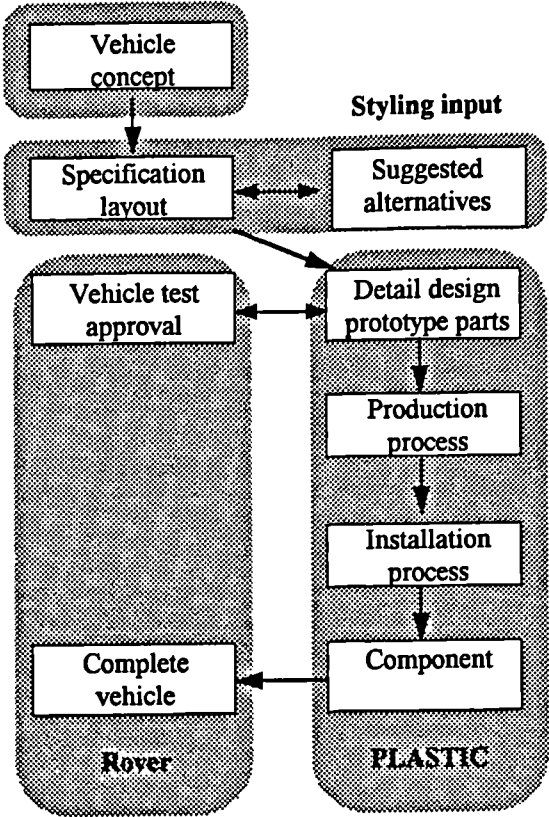 Vehicle
concept
Styling input
Specification
layout
Suggested
alternatives
Vehicle test
approval
Detail design
prototype parts
Production
process
Installation
process
Complete
vehicle
Component
Rover
PLASTIC